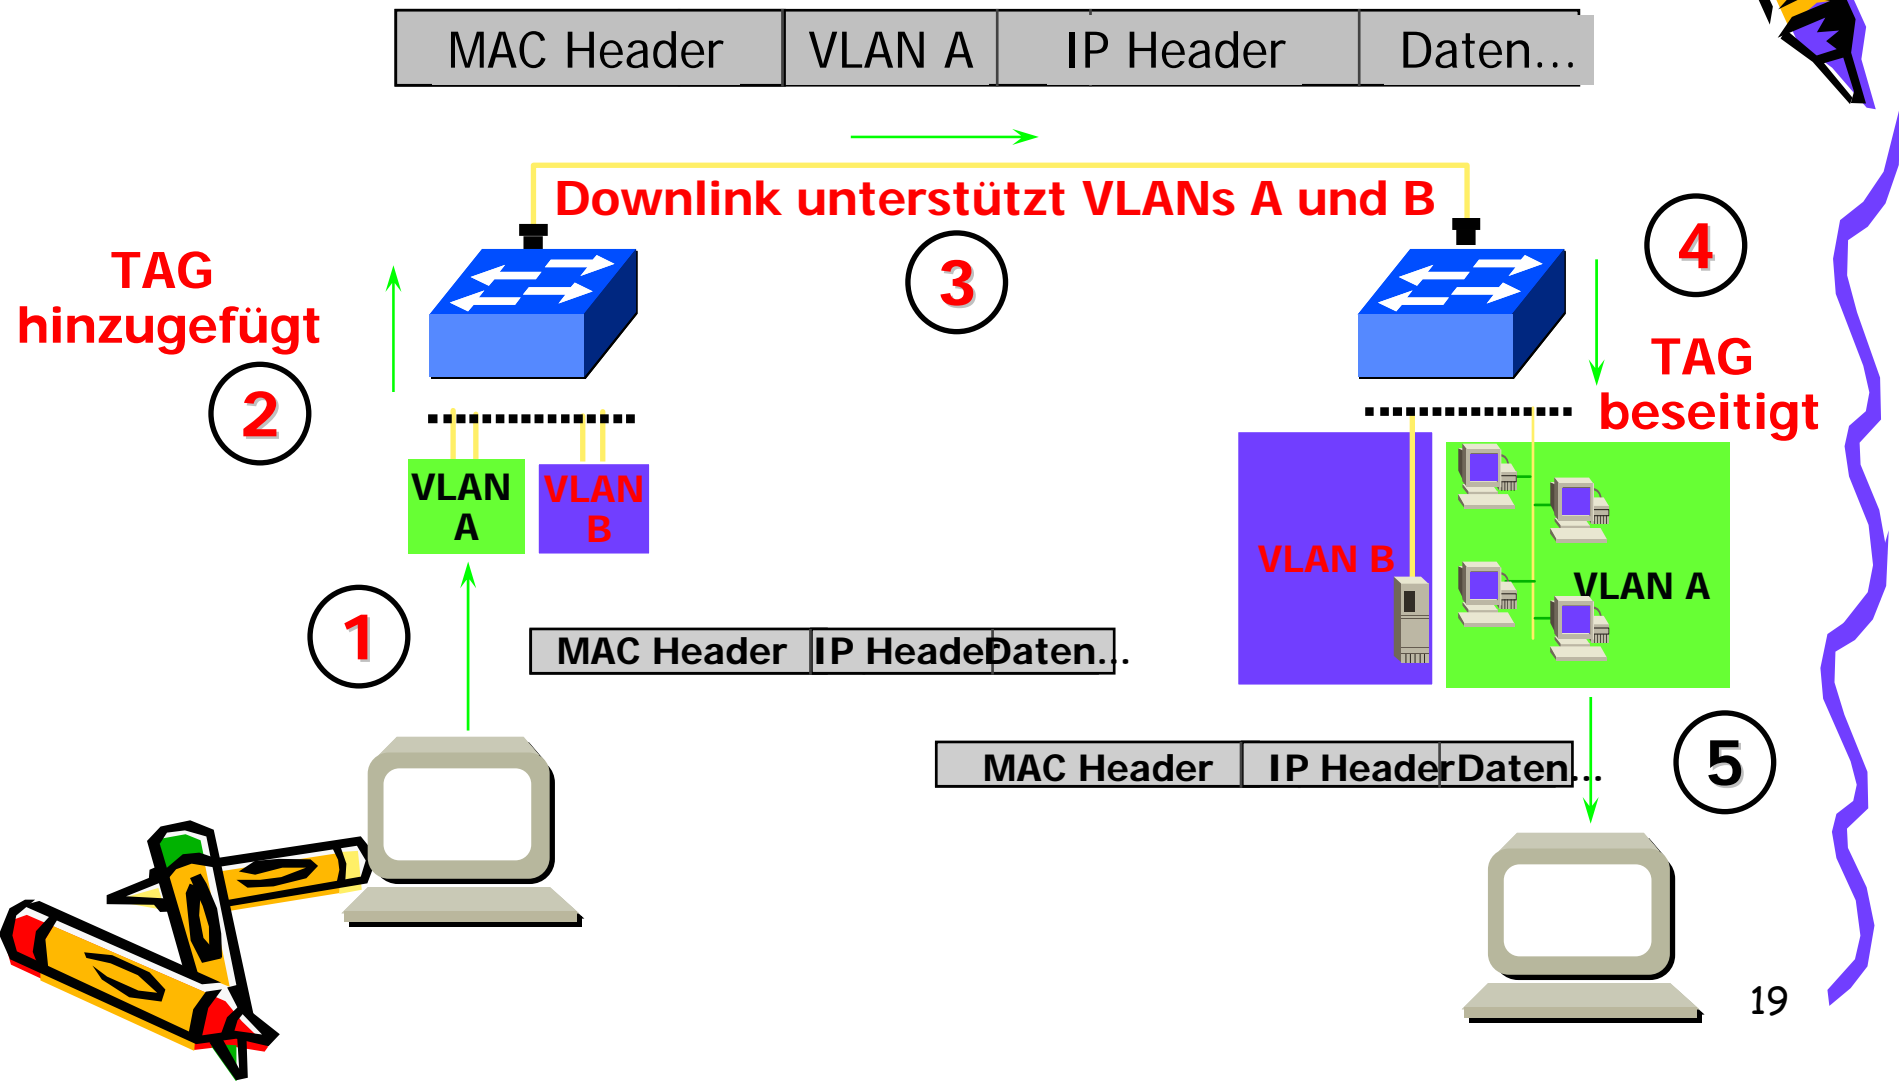 MAC Header VLAN A IP Header Daten...
Downlink unterstützt VLANs A und B
3
4
TAG
hinzugefügt
2
TAG
beseitigt
VLAN
A
VLAN
B
VLAN B
VLAN A
1
MAC Header IP Header Daten...
MAC Header IP Header Daten...
5
19